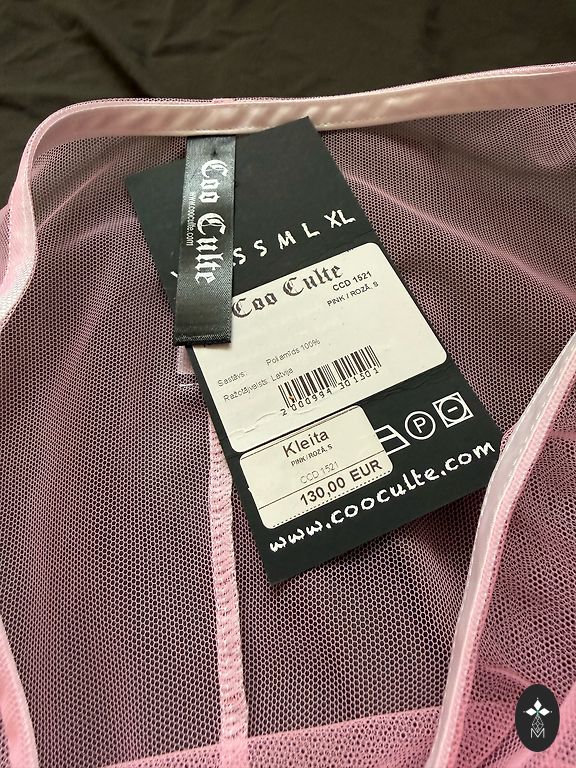 Coo Culte
www.cooculte.com
S S M L XL
Coo Culte
CCD 1521
PINK / ROZĀ, S
Sastāvs: Poliamīds 100%
Ražotājvalsts: Latvija
2 000994 301501
Kleita
PINK / ROZĀ, S
CCD 1521
130,00 EUR
P
www.cooculte.com